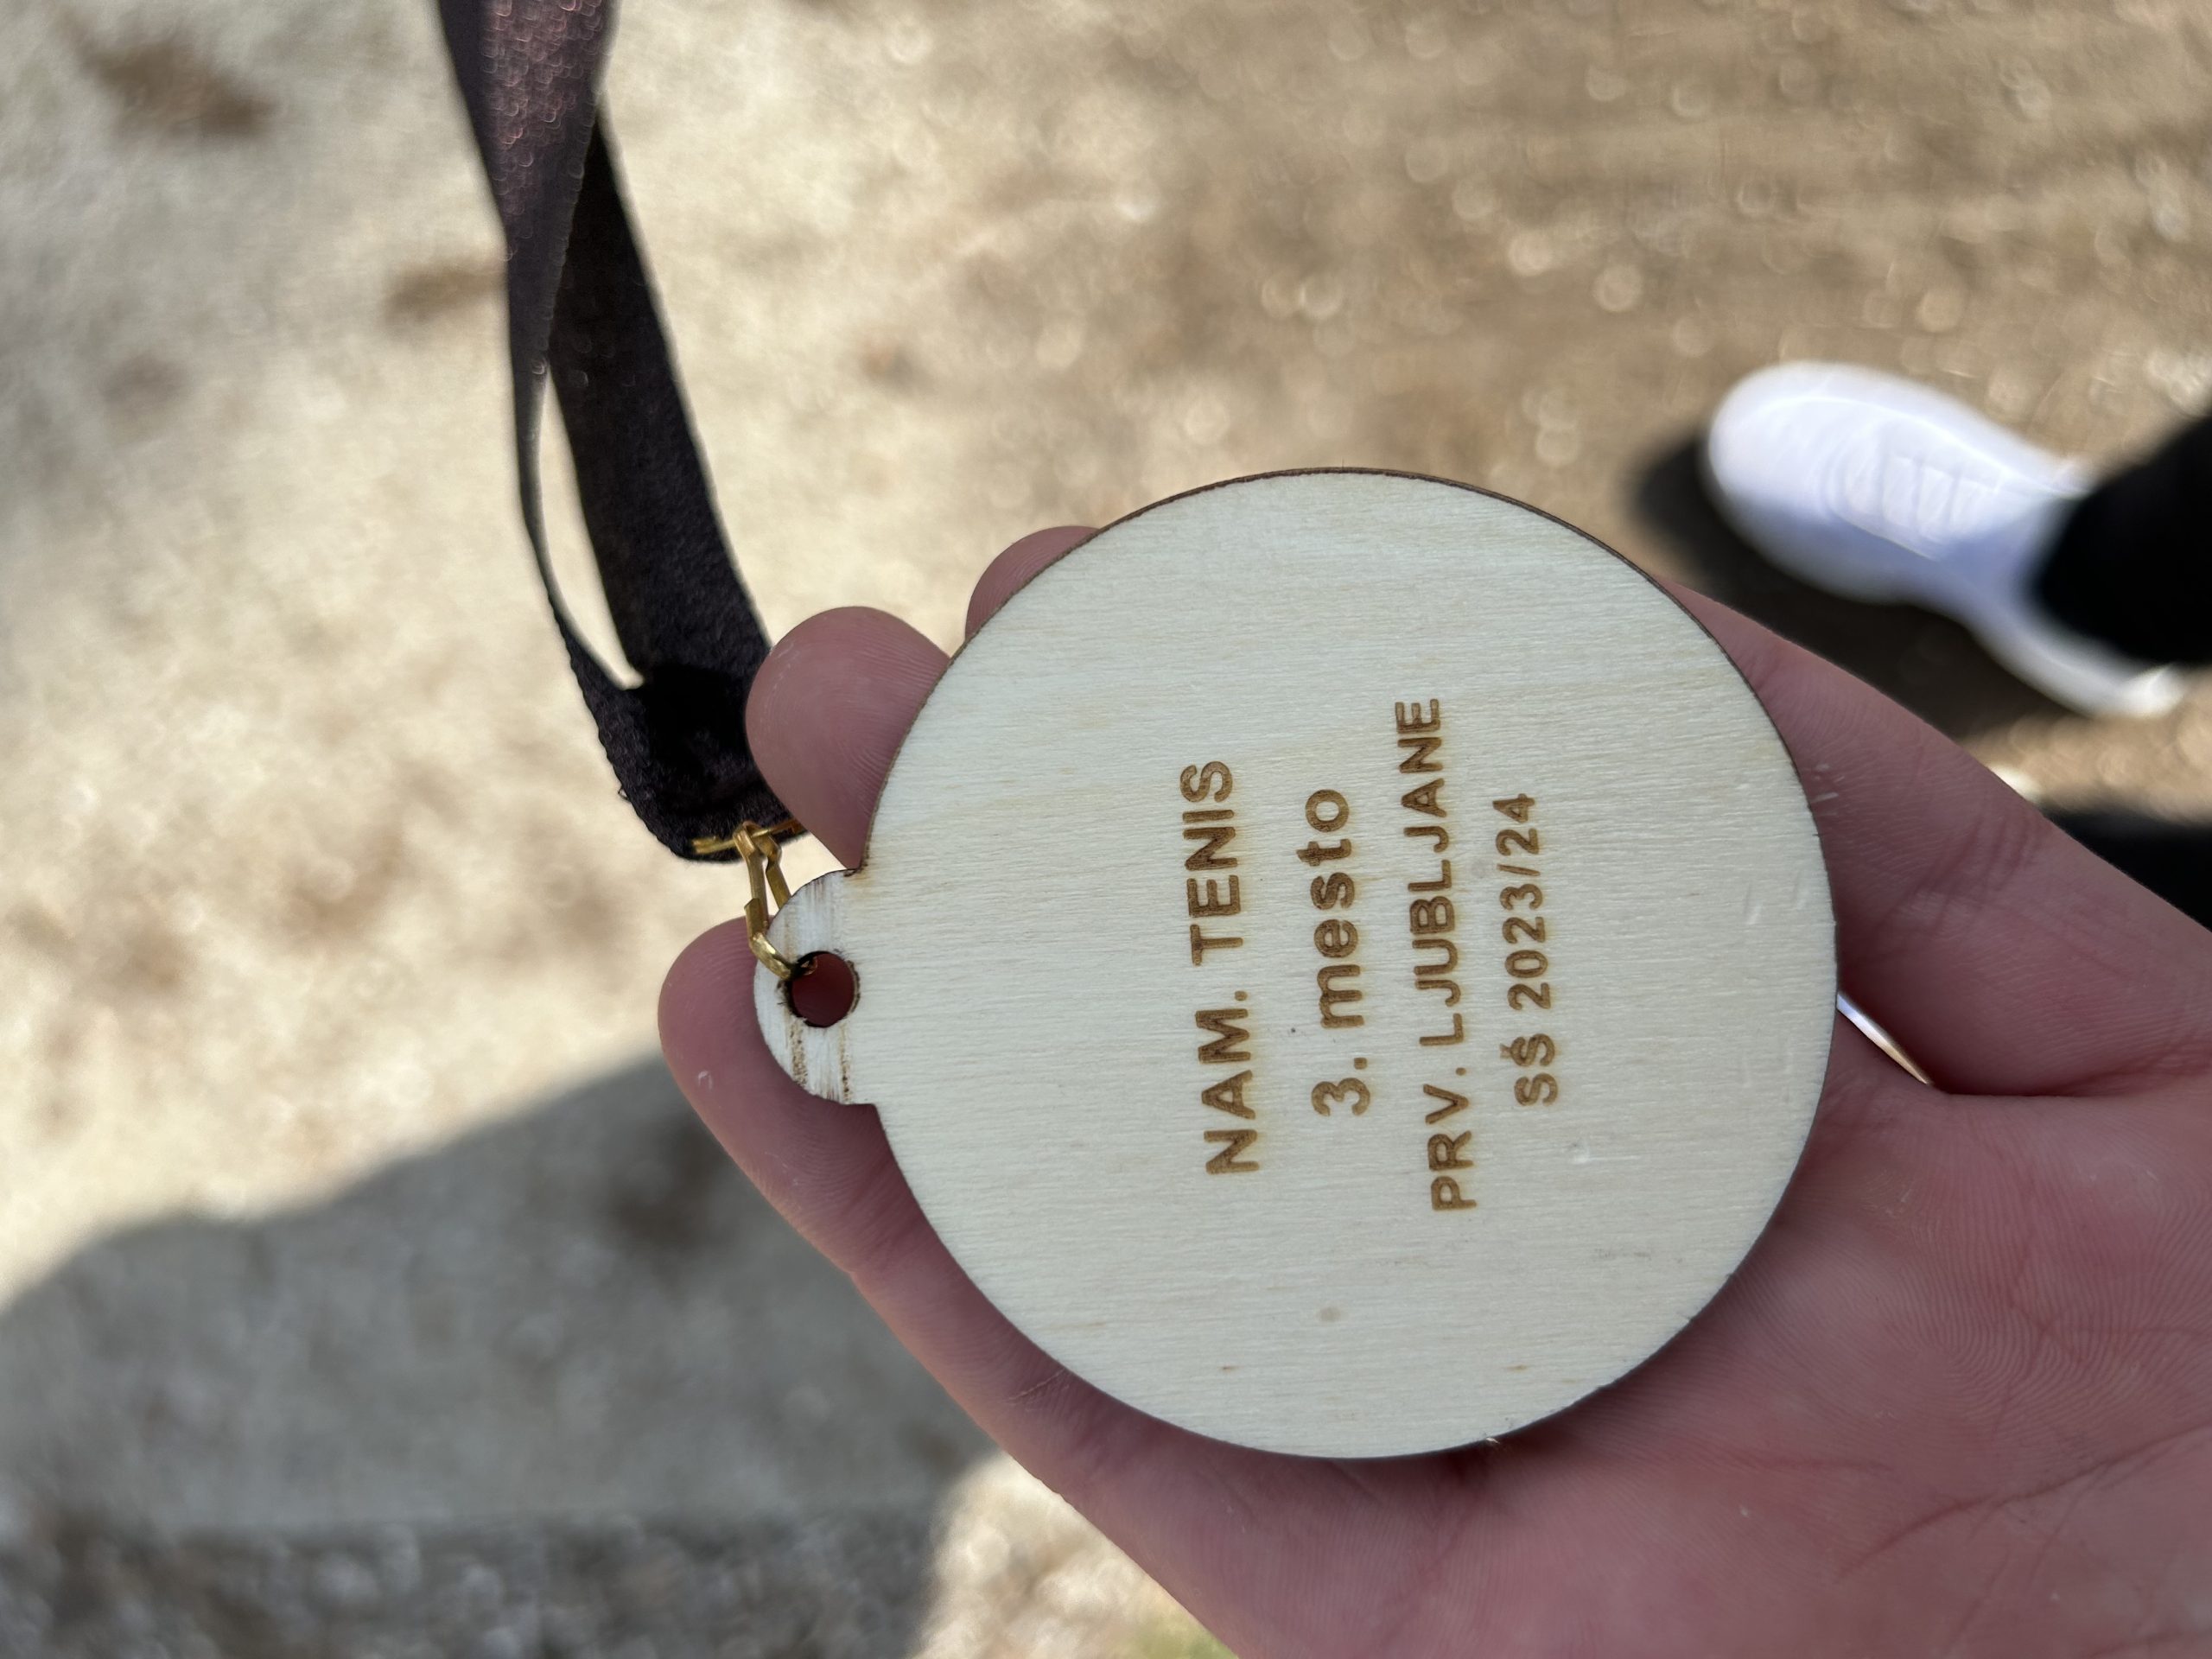 NAM. TENIS
3. mesto
PRV. LJUBLJANE
SŠ 2023/24